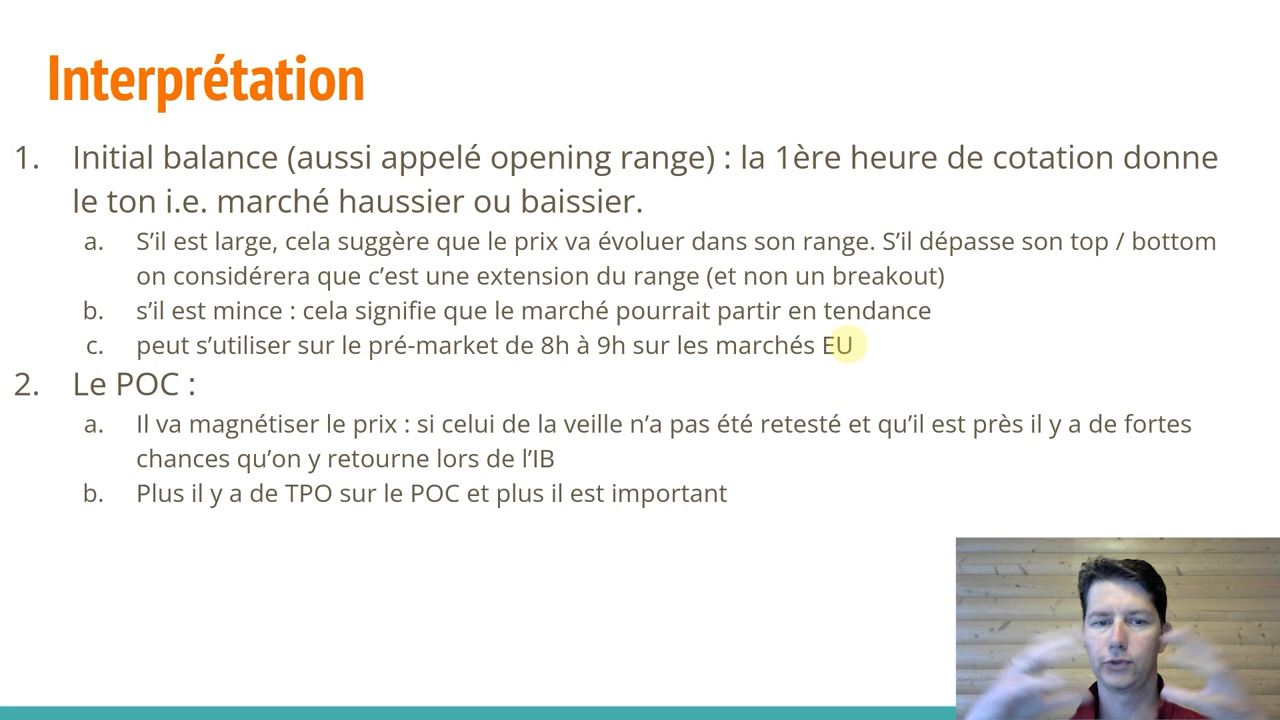 Interprétation
1. Initial balance (aussi appelé opening range) : la 1ère heure de cotation donne
le ton i.e. marché haussier ou baissier.
a. S’il est large, cela suggère que le prix va évoluer dans son range. S’il dépasse son top / bottom
on considérera que c’est une extension du range (et non un breakout)
b. s’il est mince : cela signifie que le marché pourrait partir en tendance
c. peut s’utiliser sur le pré-market de 8h à 9h sur les marchés EU
2. Le POC :
a. Il va magnétiser le prix : si celui de la veille n’a pas été retesté et qu’il est près il y a de fortes
chances qu’on y retourne lors de l’IB
b. Plus il y a de TPO sur le POC et plus il est important